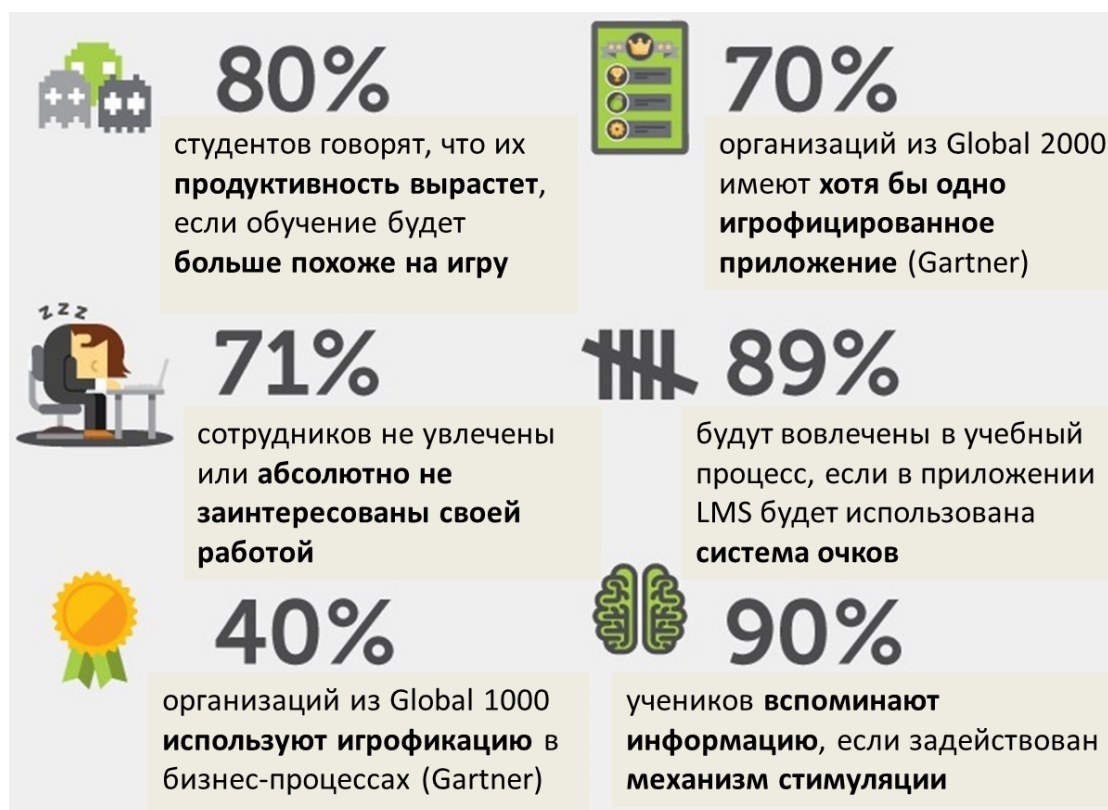 80%
студентов говорят, что их
продуктивность вырастет,
если обучение будет
больше похоже на игру
70%
организаций из Global 2000
имеют хотя бы одно
игрофицированное
приложение (Gartner)
zzz
71%
сотрудников не увлечены
или абсолютно не
заинтересованы своей
работой
89%
будут вовлечены в учебный
процесс, если в приложении
LMS будет использована
система очков
40%
организаций из Global 1000
используют игрофикацию в
бизнес-процессах (Gartner)
90%
учеников вспоминают
информацию, если задействован
механизм стимуляции